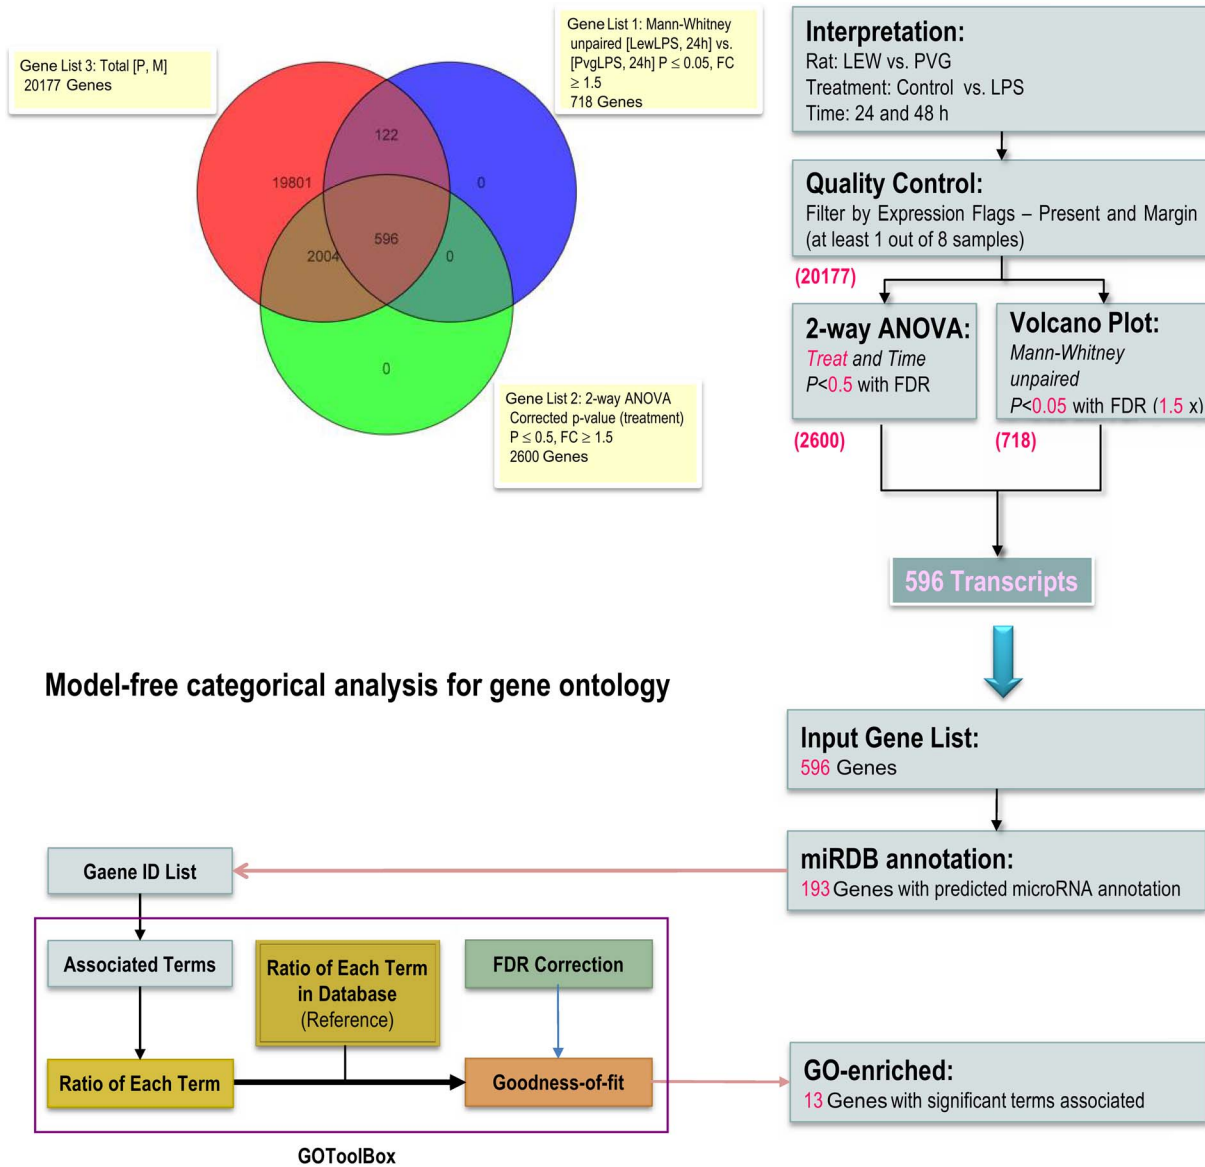 Gene List 3: Total [P, M]
20177 Genes
Gene List 1: Mann-Whitney
unpaired [LewLPS, 24h] vs.
[PvgLPS, 24h] P ≤ 0.05, FC
≥ 1.5
718 Genes
122
19801
0
596
2004
0
0
Gene List 2: 2-way ANOVA
Corrected p-value (treatment)
P ≤ 0.5, FC ≥ 1.5
2600 Genes
Interpretation:
Rat: LEW vs. PVG
Treatment: Control vs. LPS
Time: 24 and 48 h
Quality Control:
Filter by Expression Flags – Present and Margin
(at least 1 out of 8 samples)
(20177)
2-way ANOVA:
Treat and Time
P<0.5 with FDR
(2600)
Volcano Plot:
Mann-Whitney
unpaired
P<0.05 with FDR (1.5 x)
(718)
596 Transcripts
Model-free categorical analysis for gene ontology
Input Gene List:
596 Genes
miRDB annotation:
193 Genes with predicted microRNA annotation
Gaene ID List
Associated Terms
Ratio of Each Term
in Database
(Reference)
FDR Correction
Ratio of Each Term
Goodness-of-fit
GO-enriched:
13 Genes with significant terms associated
GOToolBox